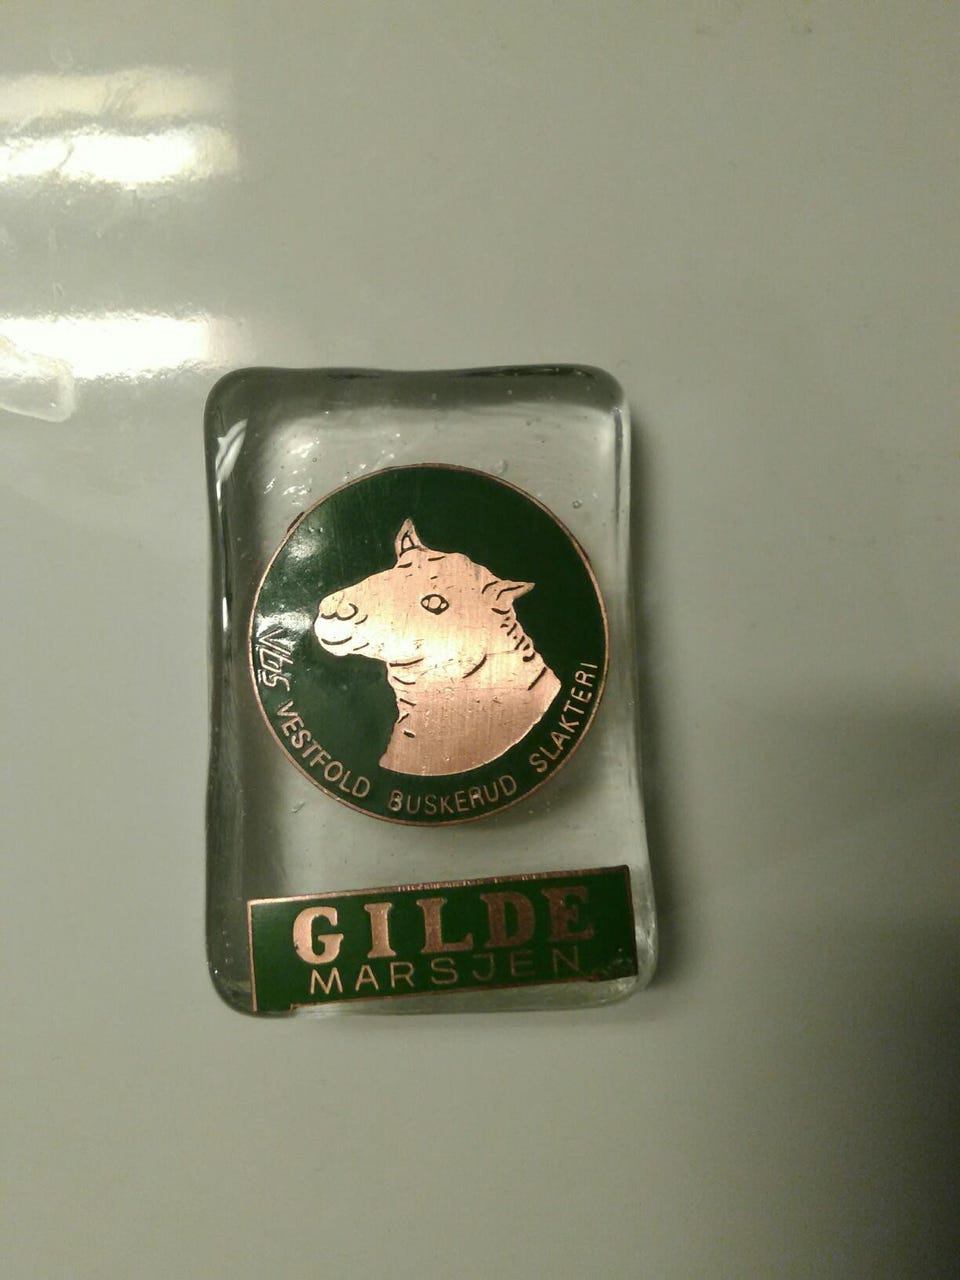 Vbs VESTFOLD BUSKERUD SLAKTERI
GILDE
MARSJEN